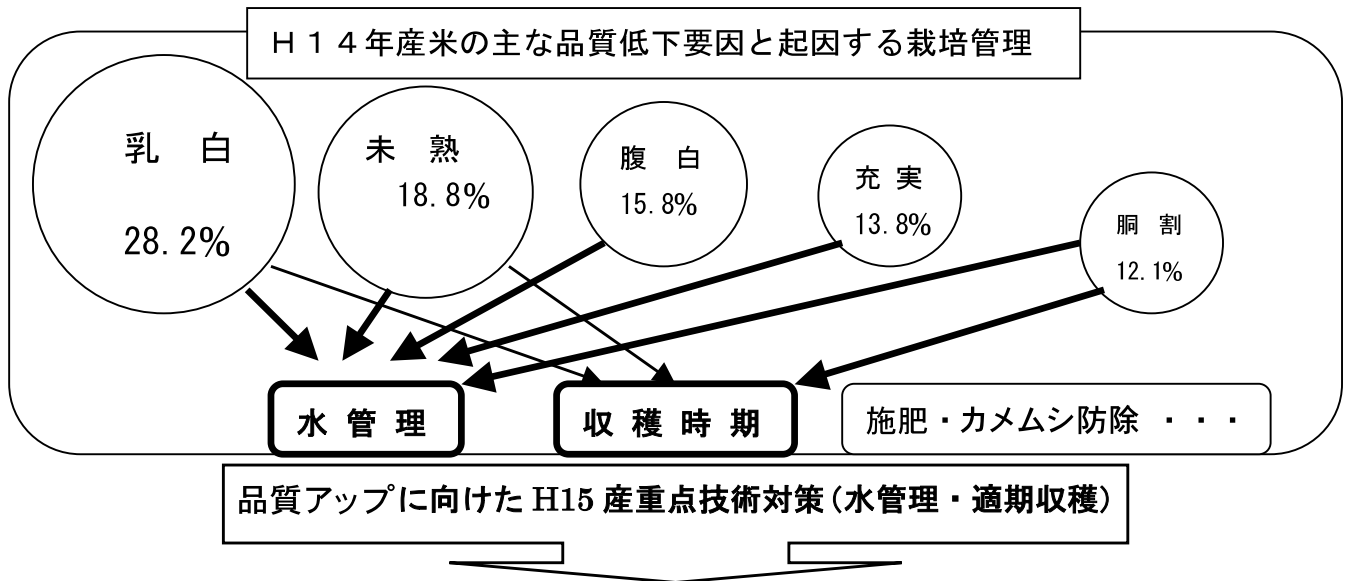 Ｈ１４年産米の主な品質低下要因と起因する栽培管理
乳　白
28.2%
未　熟
18.8%
腹　白
15.8%
充 実
13.8%
胴　割
12.1%
水 管 理
収 穫 時 期
施肥・カメムシ防除 ・・・
品質アップに向けた H15 産重点技術対策（水管理・適期収穫）